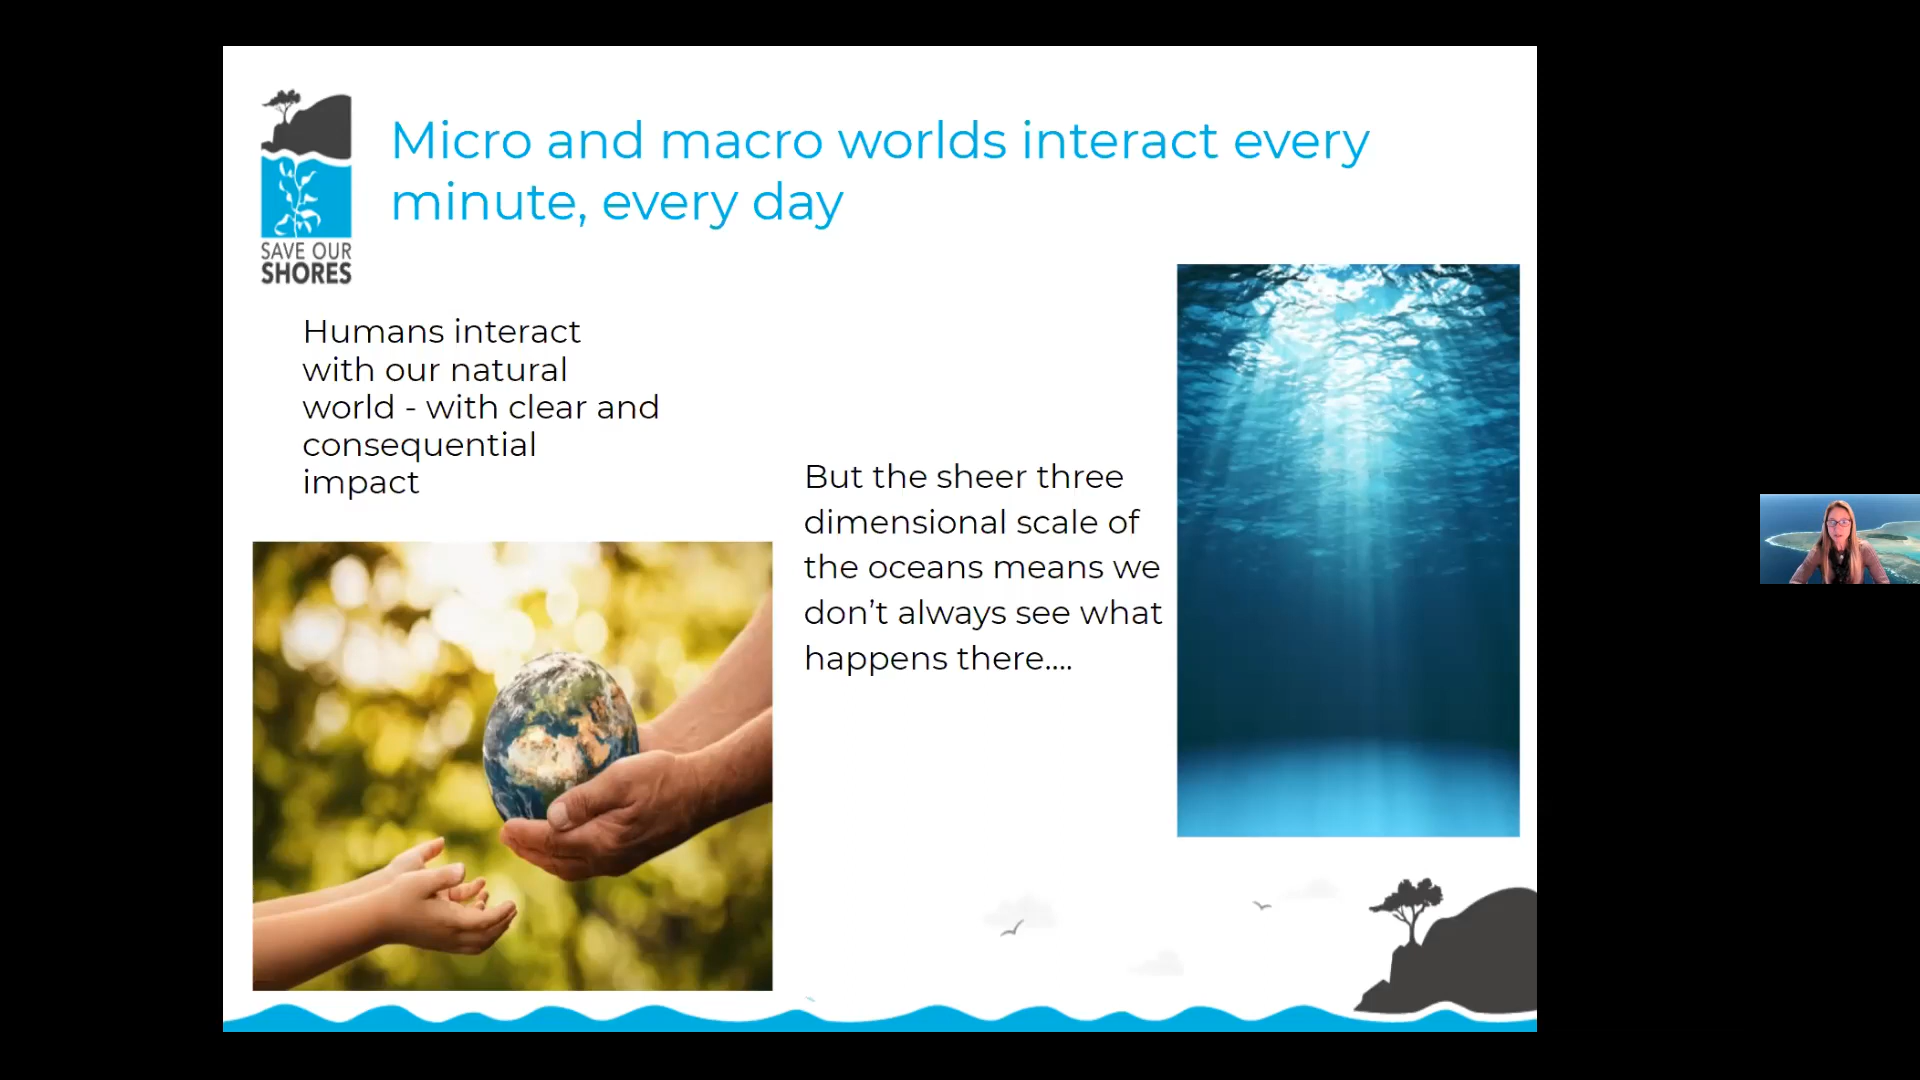 Micro and macro worlds interact every
minute, every day
SAVE OUR
SHORES
Humans interact
with our natural
world - with clear and
consequential
impact
But the sheer three
dimensional scale of
the oceans means we
don’t always see what
happens there....